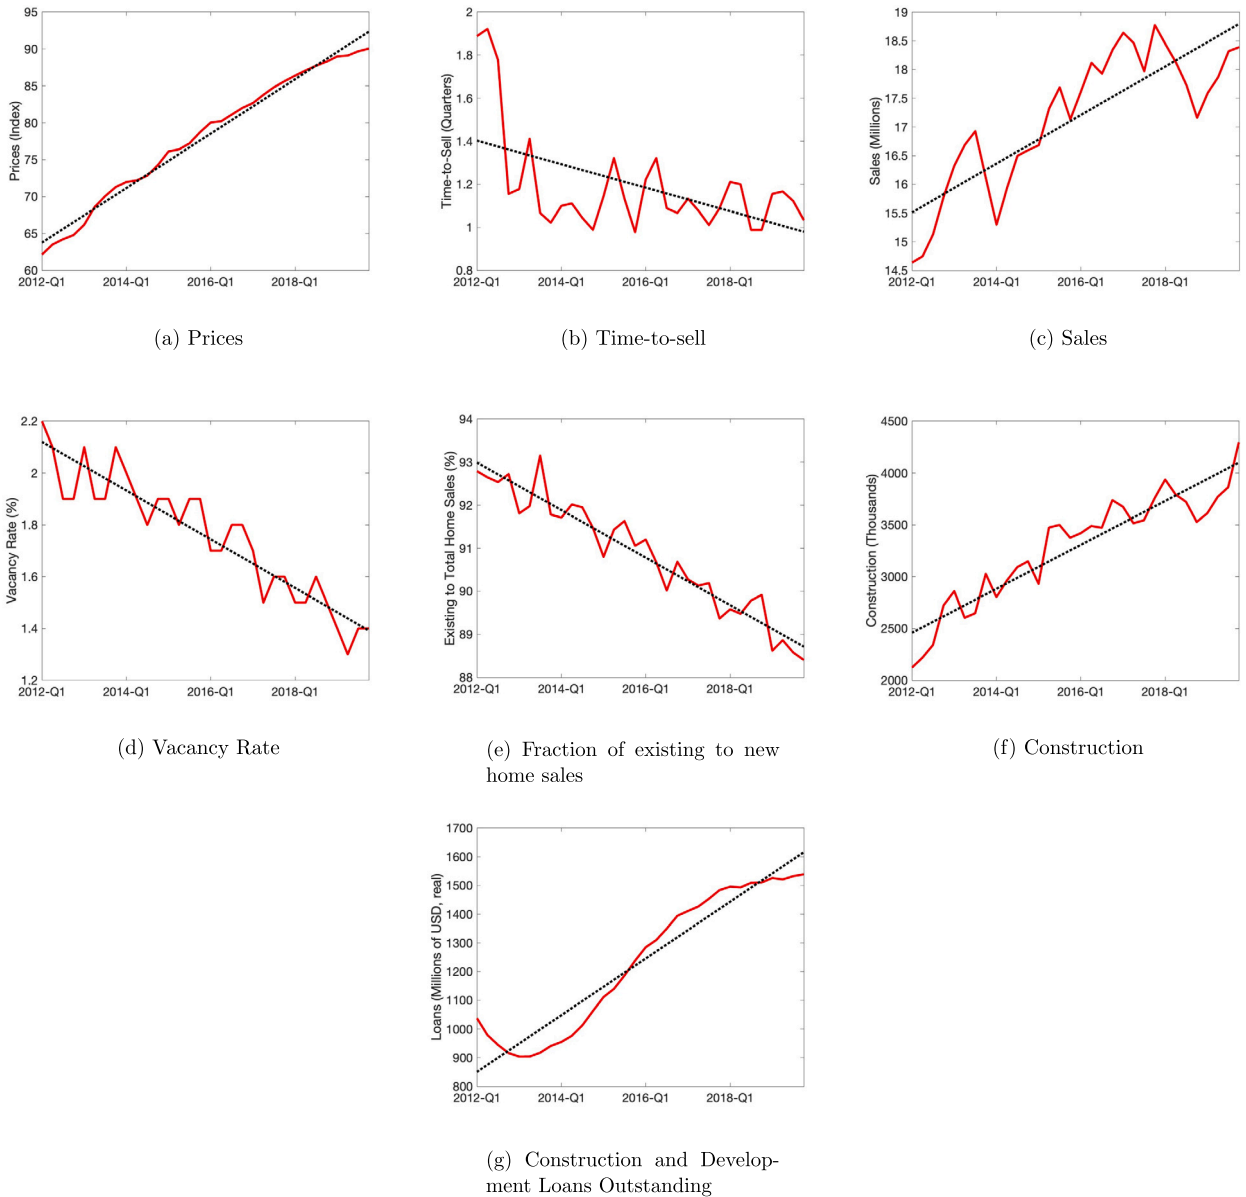 95
90
85
80
75
70
65
60
Prices (Index)
2012-Q1 2014-Q1 2016-Q1 2018-Q1
(a) Prices
2
1.8
1.6
1.4
1.2
1
0.8
Time-to-Sell (Quarters)
2012-Q1 2014-Q1 2016-Q1 2018-Q1
(b) Time-to-sell
19
18.5
18
17.5
17
16.5
16
15.5
15
14.5
Sales (Millions)
2012-Q1 2014-Q1 2016-Q1 2018-Q1
(c) Sales
2.2
2
1.8
1.6
1.4
1.2
Vacancy Rate (%)
2012-Q1 2014-Q1 2016-Q1 2018-Q1
(d) Vacancy Rate
94
93
92
91
90
89
88
Existing to Total Home Sales (%)
2012-Q1 2014-Q1 2016-Q1 2018-Q1
(e) Fraction of existing to new
home sales
4500
4000
3500
3000
2500
2000
Construction (Thousands)
2012-Q1 2014-Q1 2016-Q1 2018-Q1
(f) Construction
1700
1600
1500
1400
1300
1200
1100
1000
900
800
Loans (Millions of USD, real)
2012-Q1 2014-Q1 2016-Q1 2018-Q1
(g) Construction and Develop-
ment Loans Outstanding